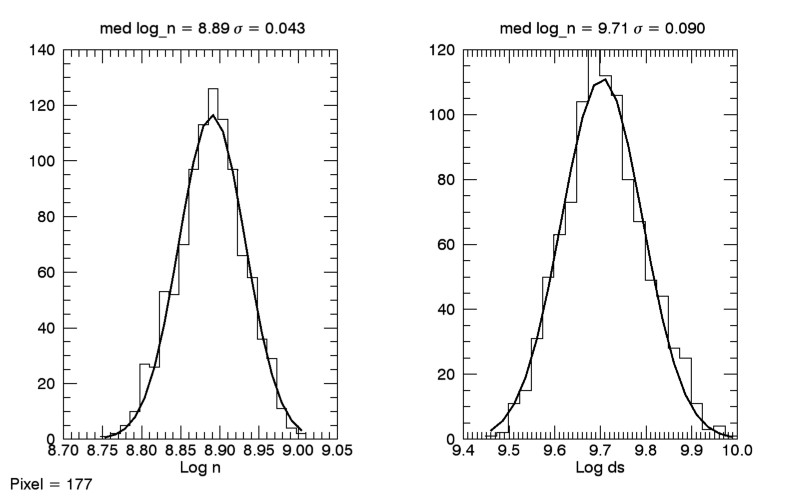 med log_n = 8.89 σ = 0.043
140
120
100
80
60
40
20
0
8.70 8.75 8.80 8.85 8.90 8.95 9.00 9.05
Log n
med log_n = 9.71 σ = 0.090
120
100
80
60
40
20
0
9.4 9.5 9.6 9.7 9.8 9.9 10.0
Log ds
Pixel = 177